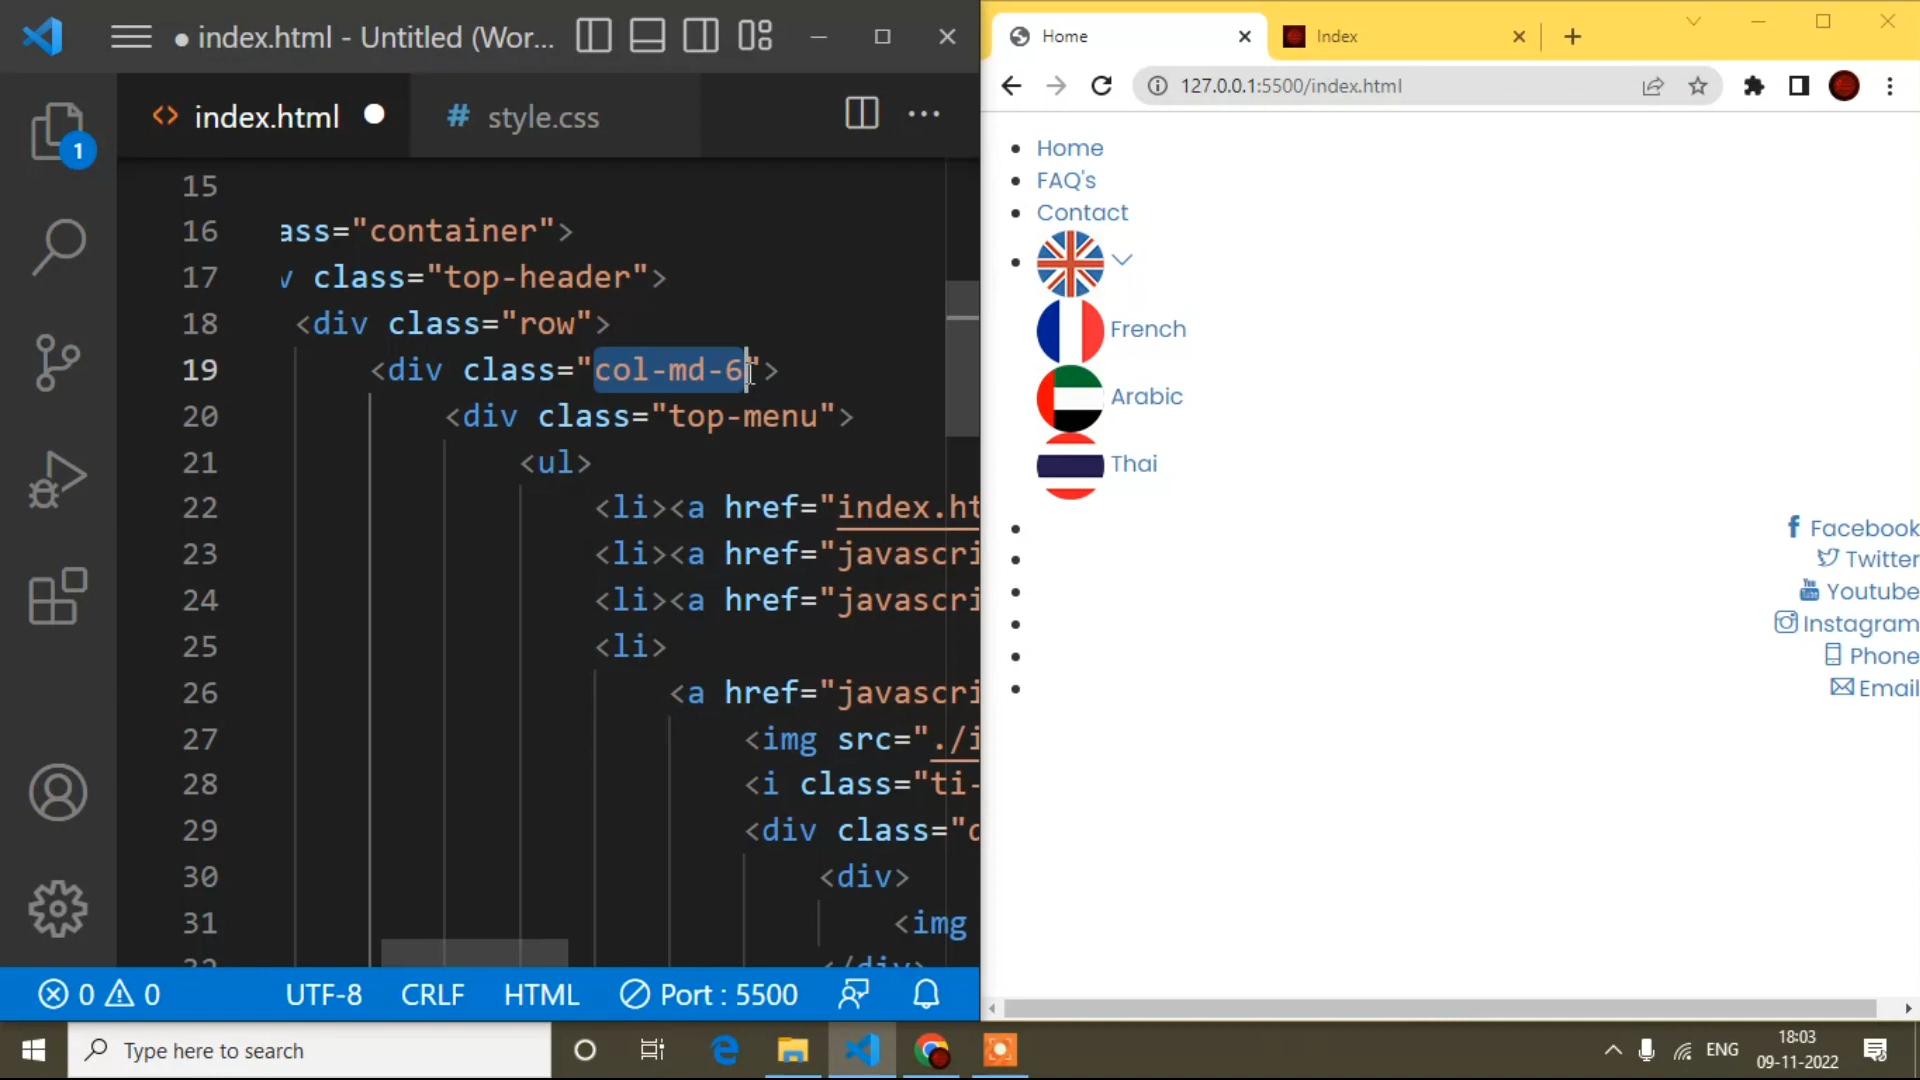 index.html - Untitled (Wor...
index.html
# style.css
1
15
16 ass="container">
17 v class="top-header">
18 <div class="row">
19 <div class="col-md-6">
20 <div class="top-menu">
21 <ul>
22 <li><a href="index.ht
23 <li><a href="javascri
24 <li><a href="javascri
25 <li>
26 <a href="javascri
27 <img src="./i
28 <i class="ti-
29 <div class="d
30 <div>
31 <img
32 </div>
0 0 UTF-8 CRLF HTML Port : 5500
Home
Index
127.0.0.1:5500/index.html
Home
FAQ's
Contact
French
Arabic
Thai
Facebook
Twitter
Youtube
Instagram
Phone
Email
Type here to search
ENG
18:03
09-11-2022